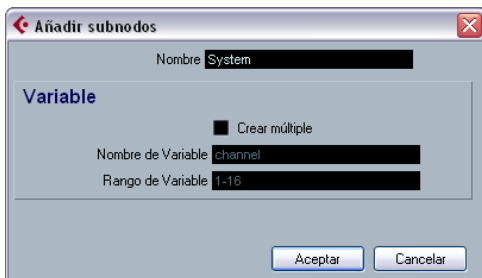 Añadir subnodos
Nombre System
Variable
Crear múltiple
Nombre de Variable channel
Rango de Variable 1-16
Aceptar Cancelar